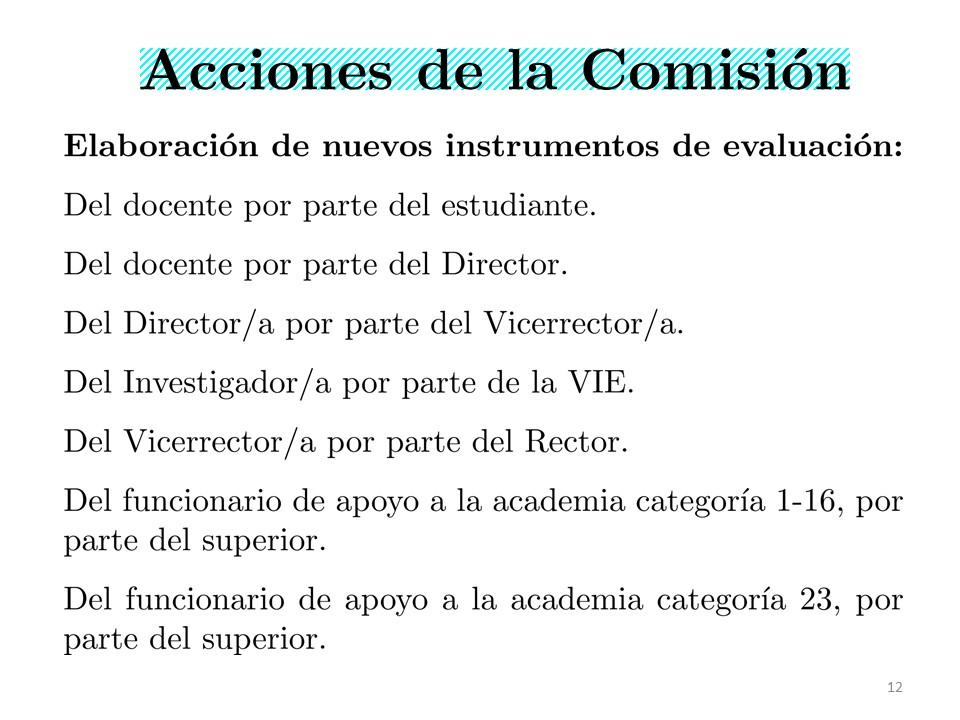 Acciones de la Comisión
Elaboración de nuevos instrumentos de evaluación:
Del docente por parte del estudiante.
Del docente por parte del Director.
Del Director/a por parte del Vicerrector/a.
Del Investigador/a por parte de la VIE.
Del Vicerrector/a por parte del Rector.
Del funcionario de apoyo a la academia categoría 1-16, por
parte del superior.
Del funcionario de apoyo a la academia categoría 23, por
parte del superior.
12